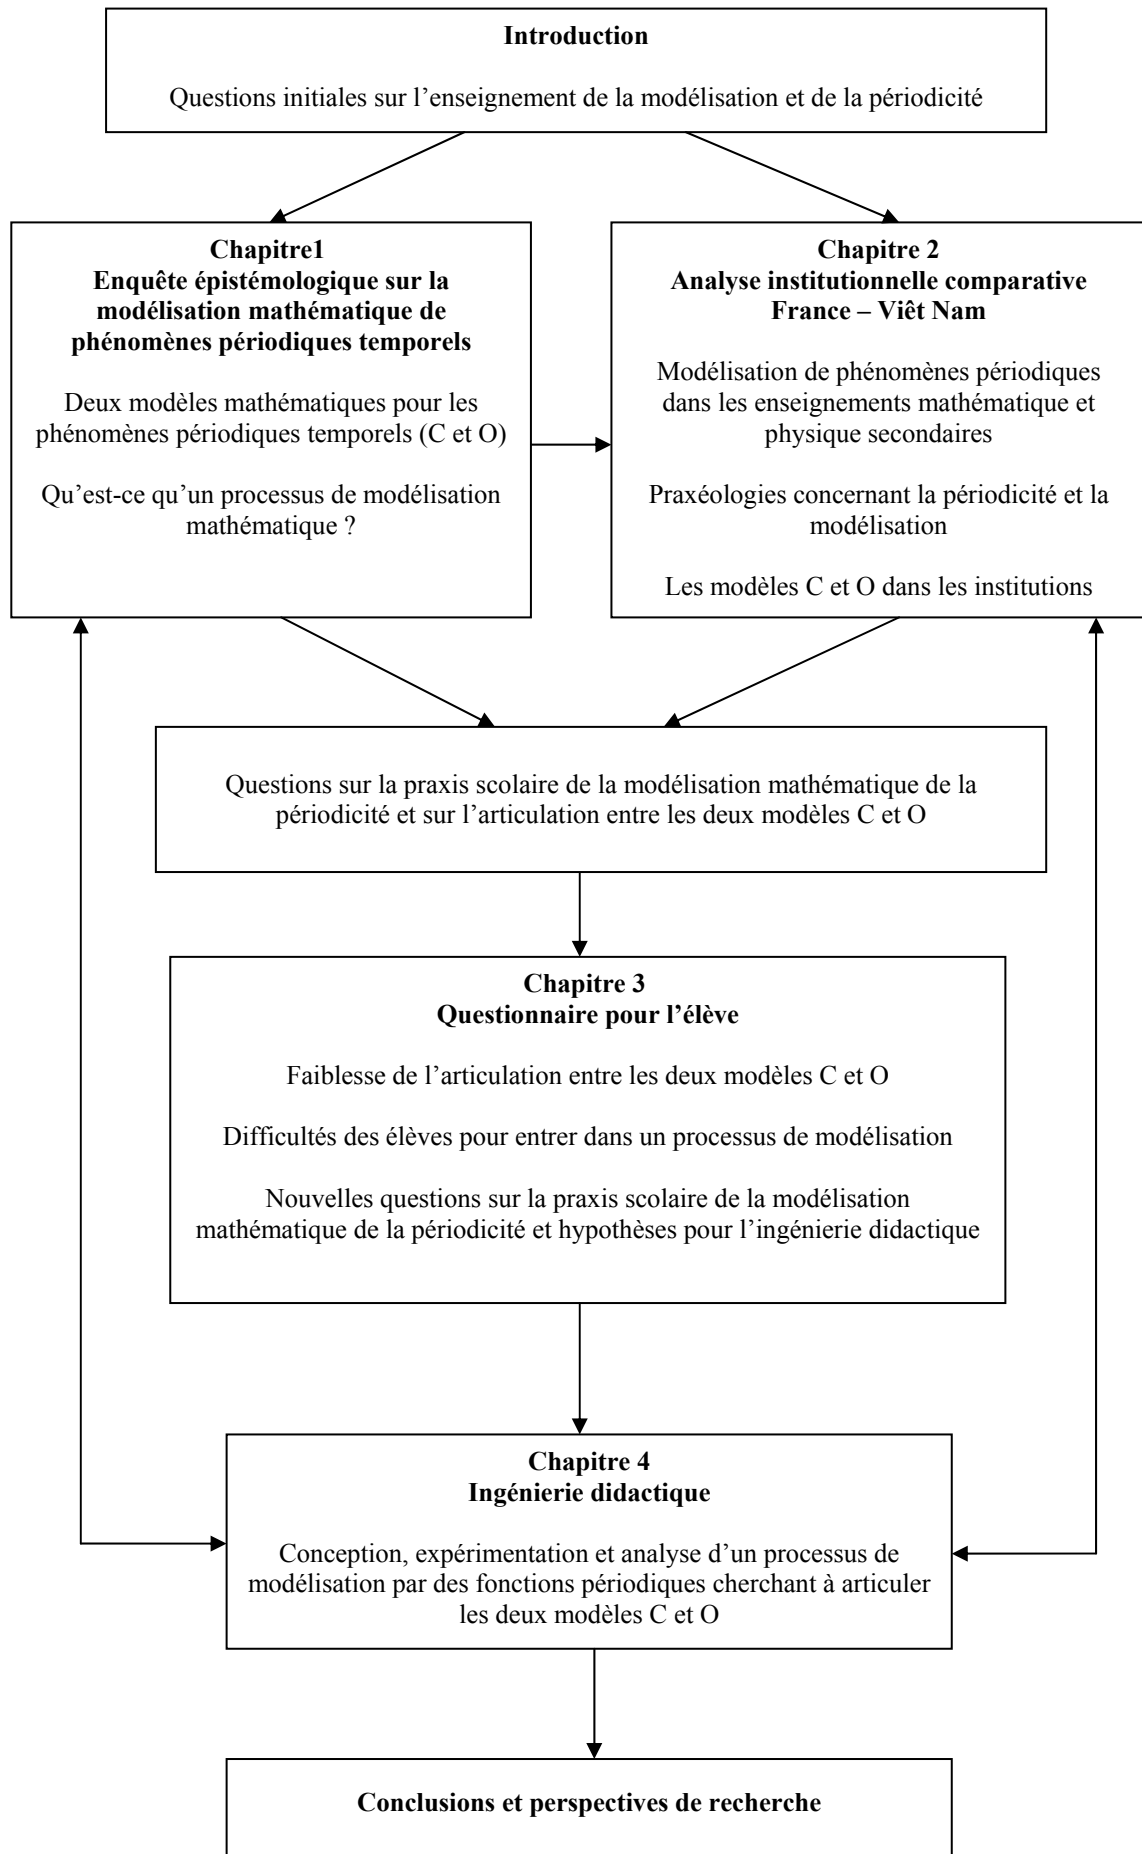 Introduction
Questions initiales sur l’enseignement de la modélisation et de la périodicité
Chapitre1
Enquête épistémologique sur la
modélisation mathématique de
phénomènes périodiques temporels
Deux modèles mathématiques pour les
phénomènes périodiques temporels (C et O)
Qu’est-ce qu’un processus de modélisation
mathématique ?
Chapitre 2
Analyse institutionnelle comparative
France – Viêt Nam
Modélisation de phénomènes périodiques
dans les enseignements mathématique et
physique secondaires
Praxéologies concernant la périodicité et la
modélisation
Les modèles C et O dans les institutions
Questions sur la praxis scolaire de la modélisation mathématique de la
périodicité et sur l’articulation entre les deux modèles C et O
Chapitre 3
Questionnaire pour l’élève
Faiblesse de l’articulation entre les deux modèles C et O
Difficultés des élèves pour entrer dans un processus de modélisation
Nouvelles questions sur la praxis scolaire de la modélisation
mathématique de la périodicité et hypothèses pour l’ingénierie didactique
Chapitre 4
Ingénierie didactique
Conception, expérimentation et analyse d’un processus de
modélisation par des fonctions périodiques cherchant à articuler
les deux modèles C et O
Conclusions et perspectives de recherche